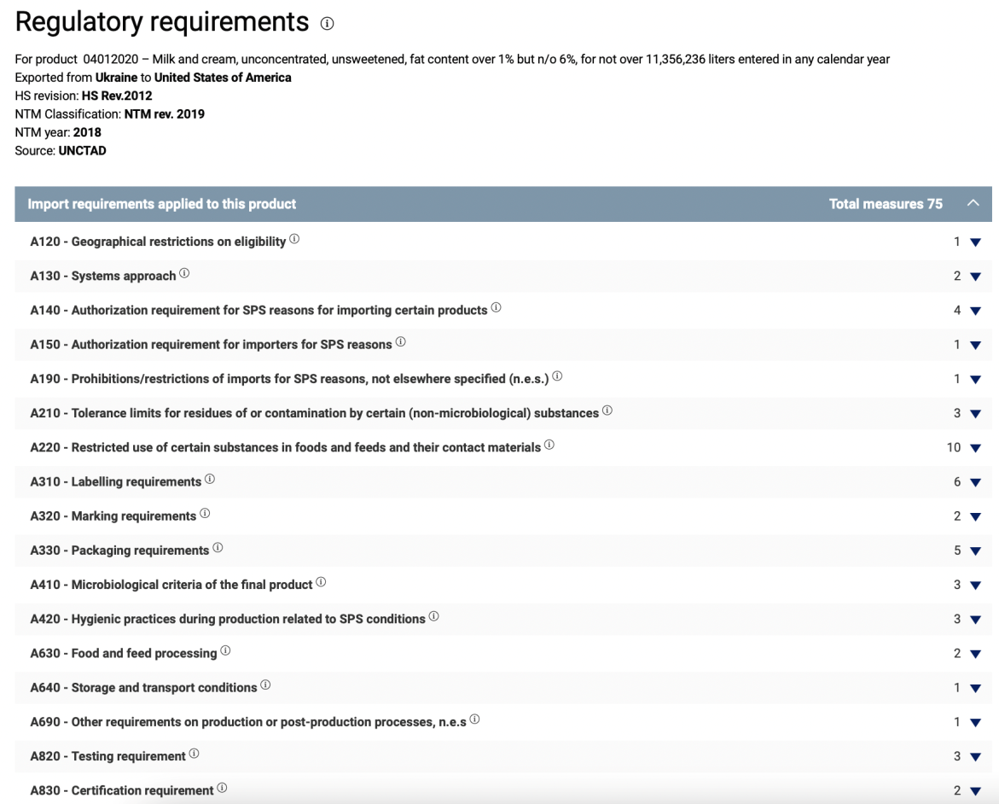 Regulatory requirements
For product 04012020 – Milk and cream, unconcentrated, unsweetened, fat content over 1% but n/o 6%, for not over 11,356,236 liters entered in any calendar year
Exported from Ukraine to United States of America
HS revision: HS Rev.2012
NTM Classification: NTM rev. 2019
NTM year: 2018
Source: UNCTAD
Import requirements applied to this product Total measures 75
A120 - Geographical restrictions on eligibility 1
A130 - Systems approach 2
A140 - Authorization requirement for SPS reasons for importing certain products 4
A150 - Authorization requirement for importers for SPS reasons 1
A190 - Prohibitions/restrictions of imports for SPS reasons, not elsewhere specified (n.e.s.) 1
A210 - Tolerance limits for residues of or contamination by certain (non-microbiological) substances 3
A220 - Restricted use of certain substances in foods and feeds and their contact materials 10
A310 - Labelling requirements 6
A320 - Marking requirements 2
A330 - Packaging requirements 5
A410 - Microbiological criteria of the final product 3
A420 - Hygienic practices during production related to SPS conditions 3
A630 - Food and feed processing 2
A640 - Storage and transport conditions 1
A690 - Other requirements on production or post-production processes, n.e.s 1
A820 - Testing requirement 3
A830 - Certification requirement 2